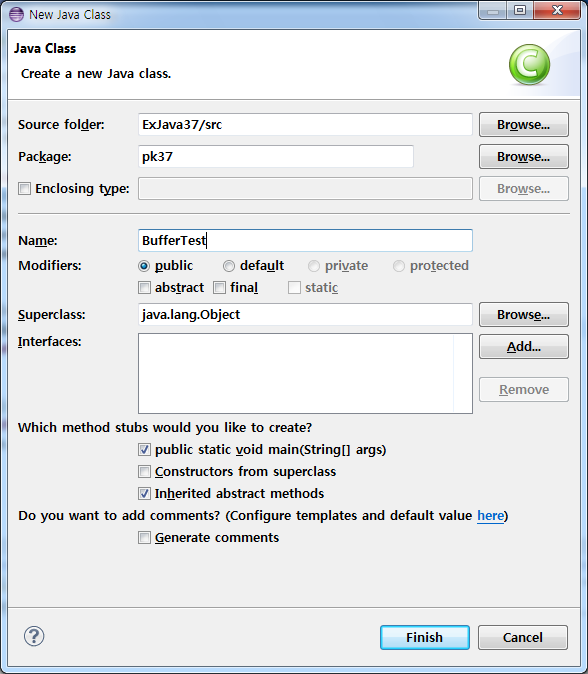 New Java Class
Java Class
Create a new Java class.
C
Source folder: ExJava37/src Browse...
Package: pk37 Browse...
Enclosing type: Browse...
Name: BufferTest
Modifiers: public default private protected
abstract final static
Superclass: java.lang.Object Browse...
Interfaces: Add...
Remove
Which method stubs would you like to create?
public static void main(String[] args)
Constructors from superclass
Inherited abstract methods
Do you want to add comments? (Configure templates and default value here)
Generate comments
? Finish Cancel